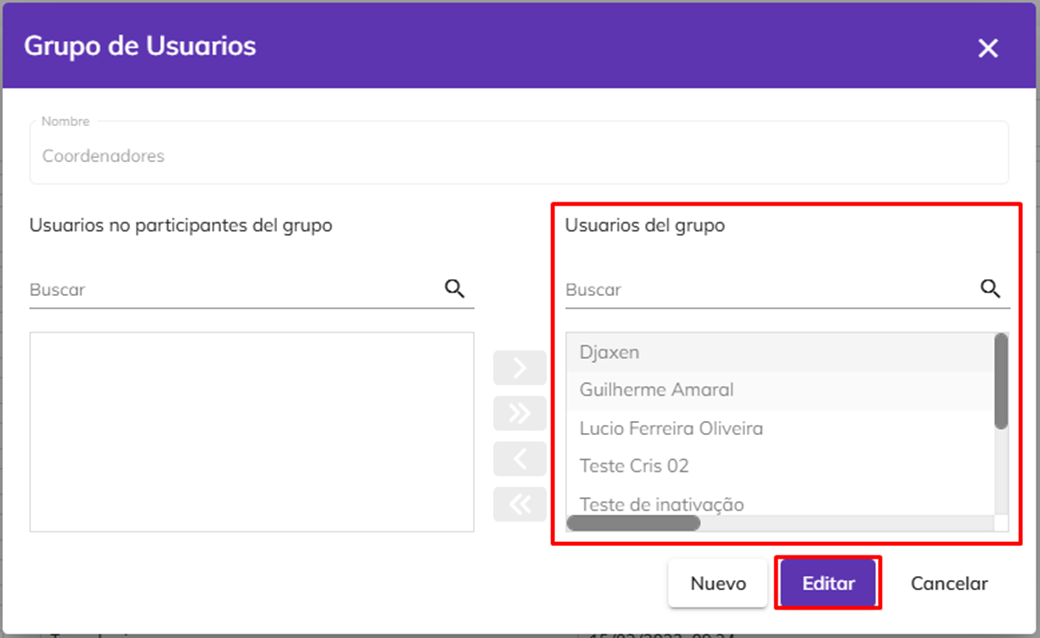 Grupo de Usuarios
Nombre
Coordenadores
Usuarios no participantes del grupo
Usuarios del grupo
Buscar
Buscar
Djaxen
Guilherme Amaral
Lucio Ferreira Oliveira
Teste Cris 02
Teste de inativação
Nuevo
Editar
Cancelar